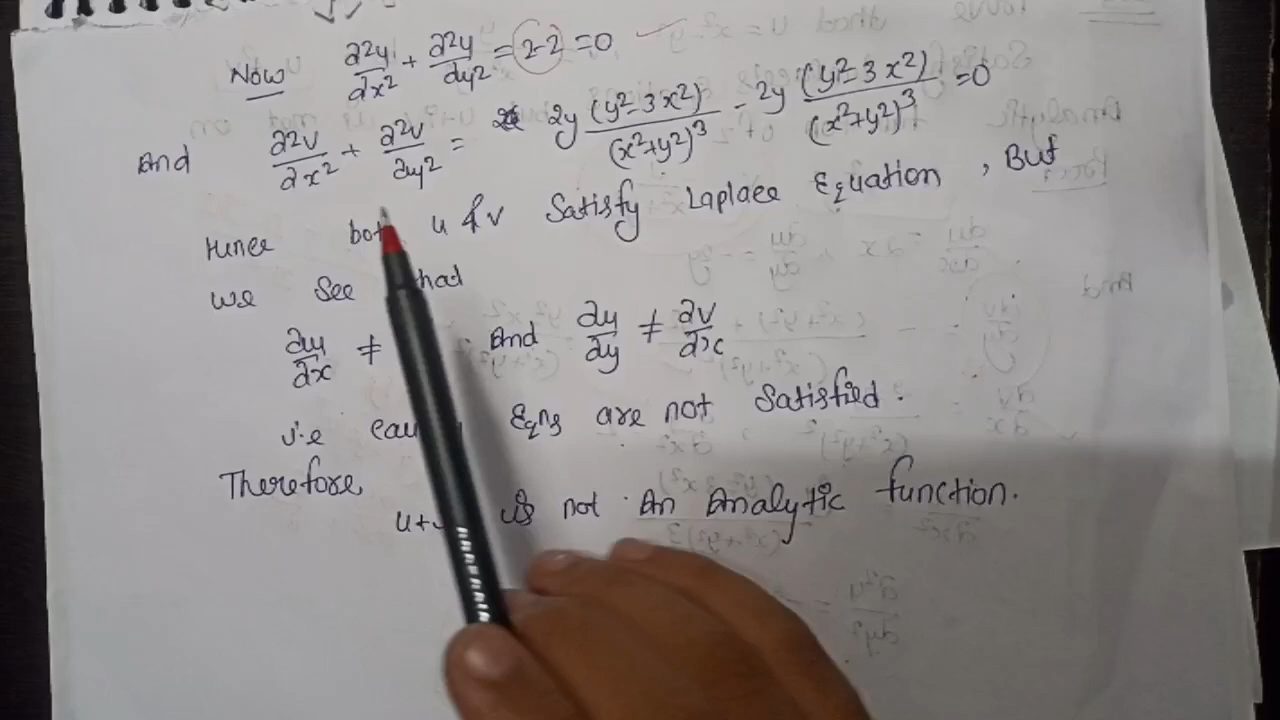 Now ∂²u/∂x² + ∂²u/∂y² = 2-2 = 0
And ∂²v/∂x² + ∂²v/∂y² = 2y (y²-3x²)/(x²+y²)³ - 2y (y²-3x²)/(x²+y²)³ = 0
Hence u & v Satisfy Laplace Equation, But
we See
∂u/∂x ≠ And ∂u/∂y ≠ ∂v/∂x
i.e Eqns are not Satisfied.
Therefore
is not An Analytic function.